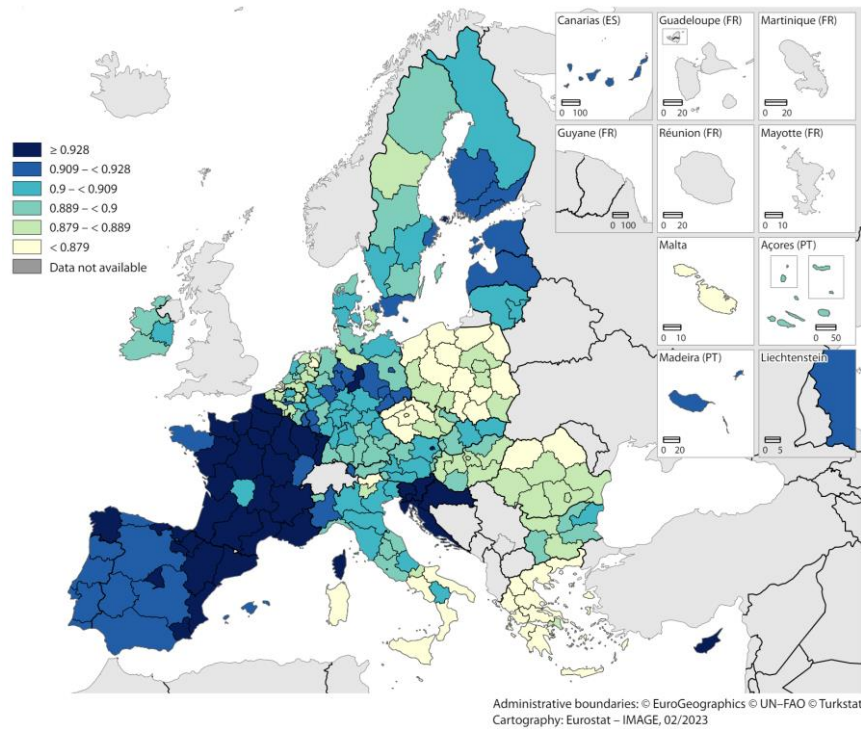 Canarias (ES)
0 100
Guadeloupe (FR)
0 20
Martinique (FR)
0 20
Guyane (FR)
0 100
Réunion (FR)
0 20
Mayotte (FR)
0 10
Malta
0 10
Açores (PT)
0 50
Madeira (PT)
0 20
Liechtenstein
0 5
≥ 0.928
0.909 – < 0.928
0.9 – < 0.909
0.889 – < 0.9
0.879 – < 0.889
< 0.879
Data not available
Administrative boundaries: © EuroGeographics © UN–FAO © Turkstat
Cartography: Eurostat – IMAGE, 02/2023